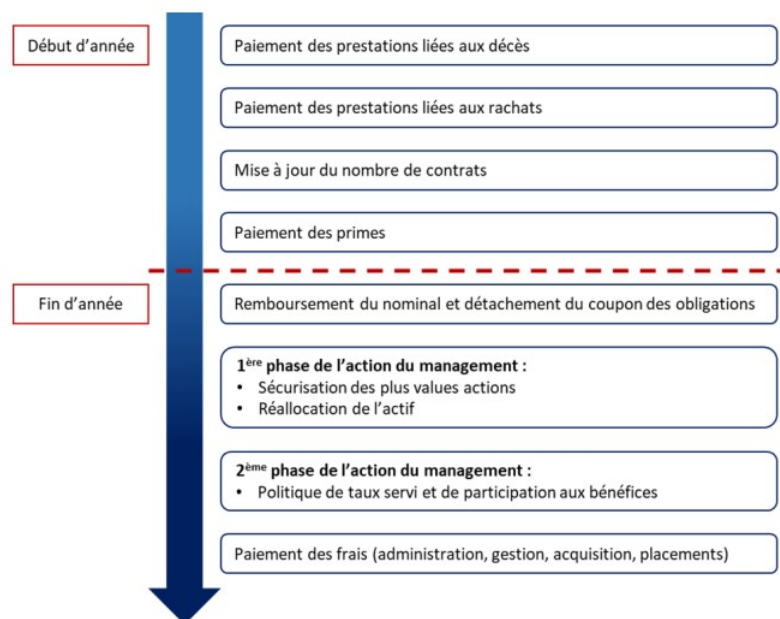 Début d'année
Paiement des prestations liées aux décès
Paiement des prestations liées aux rachats
Mise à jour du nombre de contrats
Paiement des primes
Fin d'année
Remboursement du nominal et détachement du coupon des obligations
1ère phase de l'action du management :
• Sécurisation des plus values actions
• Réallocation de l'actif
2ème phase de l'action du management :
• Politique de taux servi et de participation aux bénéfices
Paiement des frais (administration, gestion, acquisition, placements)